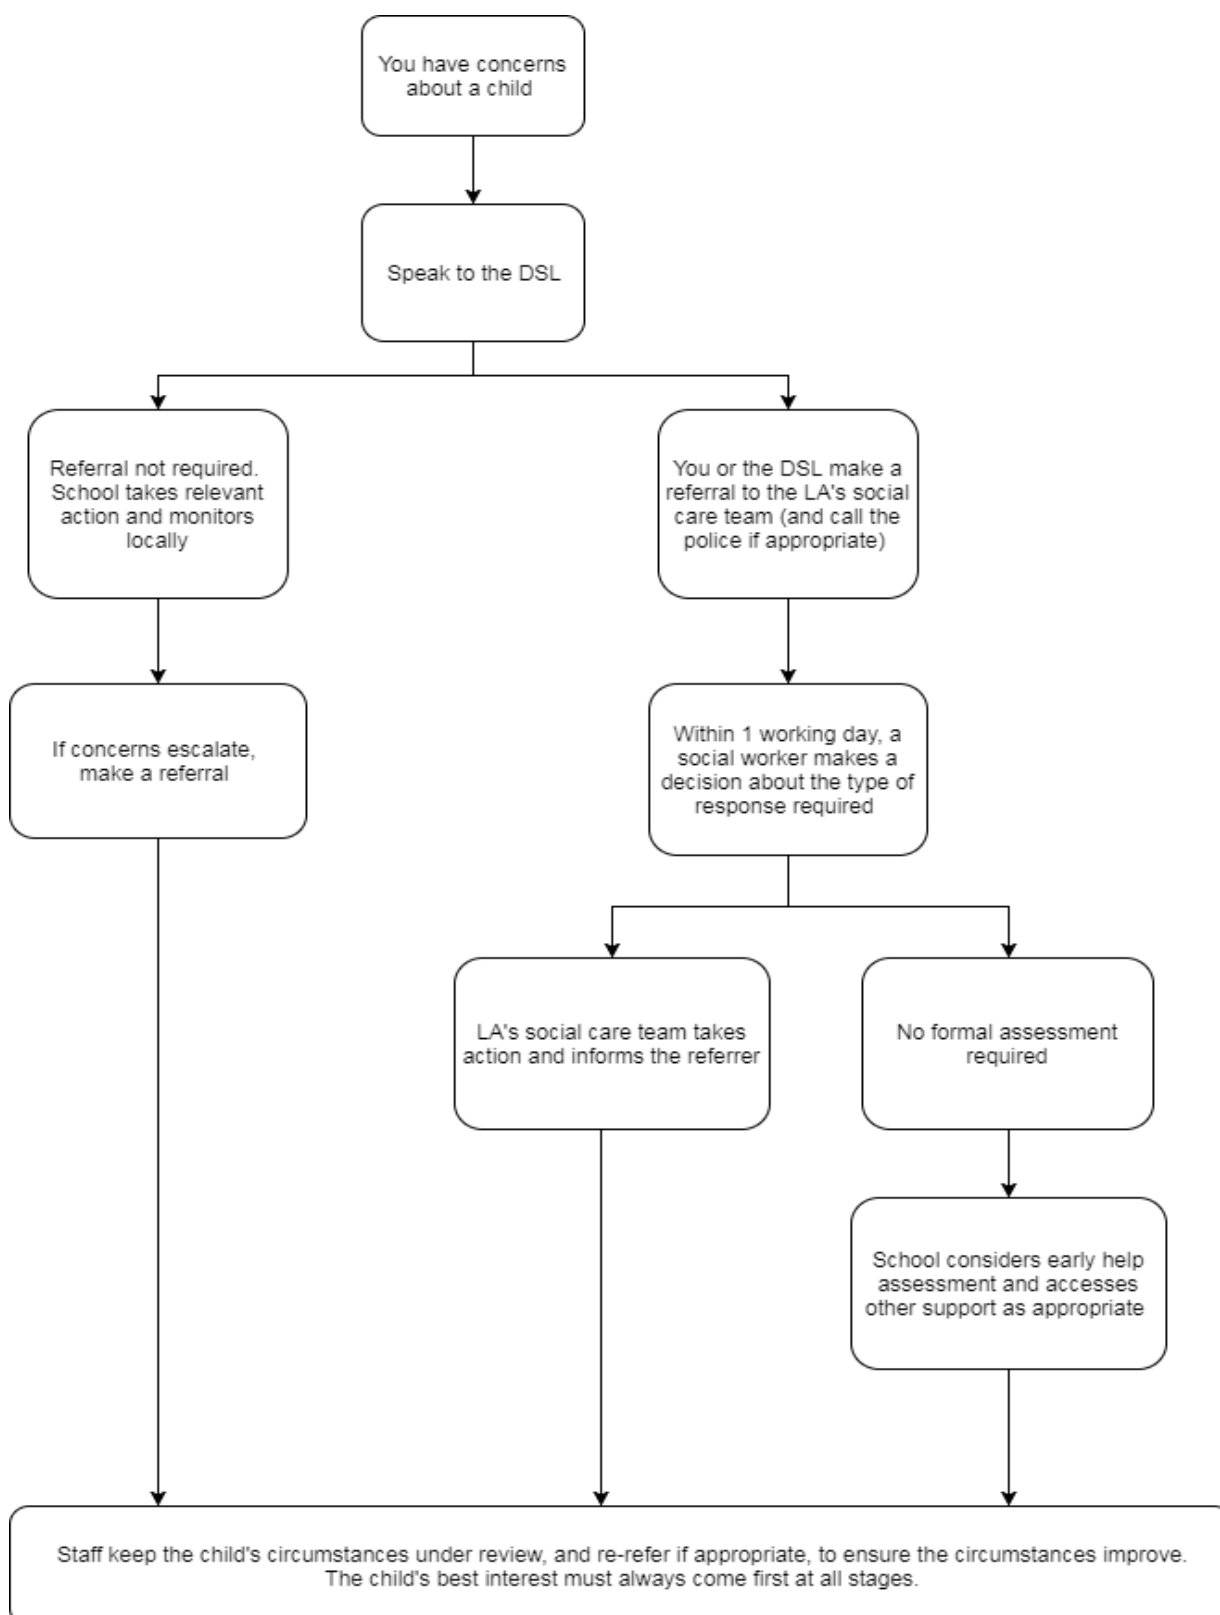 You have concerns
about a child
Speak to the DSL
Referral not required.
School takes relevant
action and monitors
locally
You or the DSL make a
referral to the LA's social
care team (and call the
police if appropriate)
If concerns escalate,
make a referral
Within 1 working day, a
social worker makes a
decision about the type of
response required
LA's social care team takes
action and informs the referrer
No formal assessment
required
School considers early help
assessment and accesses
other support as appropriate
Staff keep the child's circumstances under review, and re-refer if appropriate, to ensure the circumstances improve.
The child's best interest must always come first at all stages.